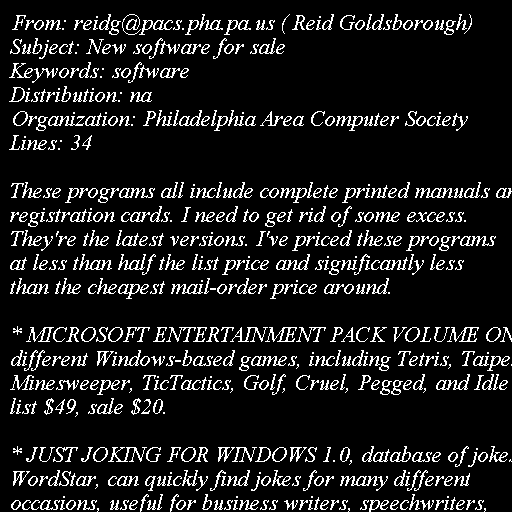 From: reidg@pacs.pha.pa.us ( Reid Goldsborough)
Subject: New software for sale
Keywords: software
Distribution: na
Organization: Philadelphia Area Computer Society
Lines: 34

These programs all include complete printed manuals
registration cards. I need to get rid of some excess.
They're the latest versions. I've priced these programs
at less than half the list price and significantly less
than the cheapest mail-order price around.

* MICROSOFT ENTERTAINMENT PACK VOLUME
different Windows-based games, including Tetris,
Minesweeper, TicTactics, Golf, Cruel, Pegged, and Idle
list $49, sale $20.

* JUST JOKING FOR WINDOWS 1.0, database of
WordStar, can quickly find jokes for many different
occasions, useful for business writers, speechwriters,